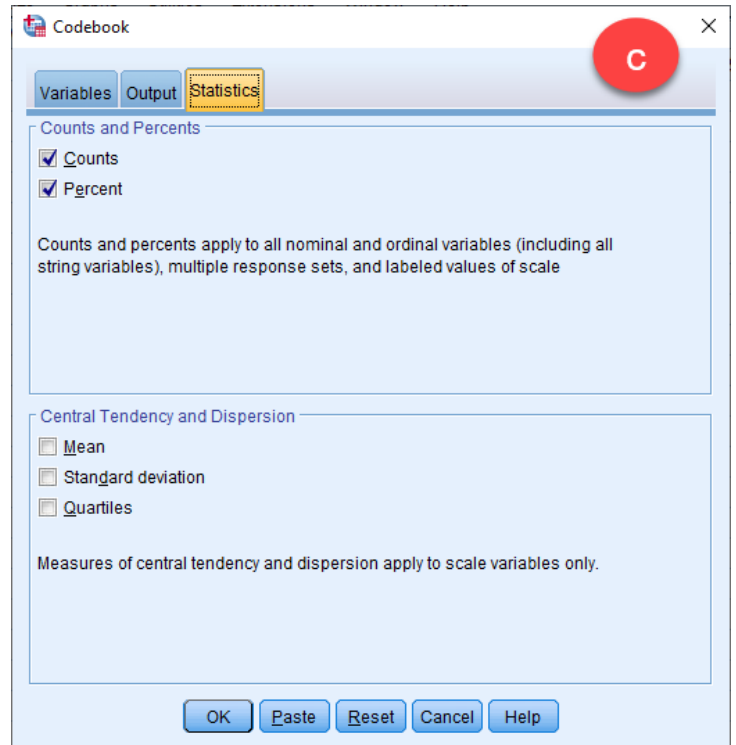 Codebook
C
Variables Output Statistics
Counts and Percents
Counts
Percent
Counts and percents apply to all nominal and ordinal variables (including all
string variables), multiple response sets, and labeled values of scale
Central Tendency and Dispersion
Mean
Standard deviation
Quartiles
Measures of central tendency and dispersion apply to scale variables only.
OK Paste Reset Cancel Help